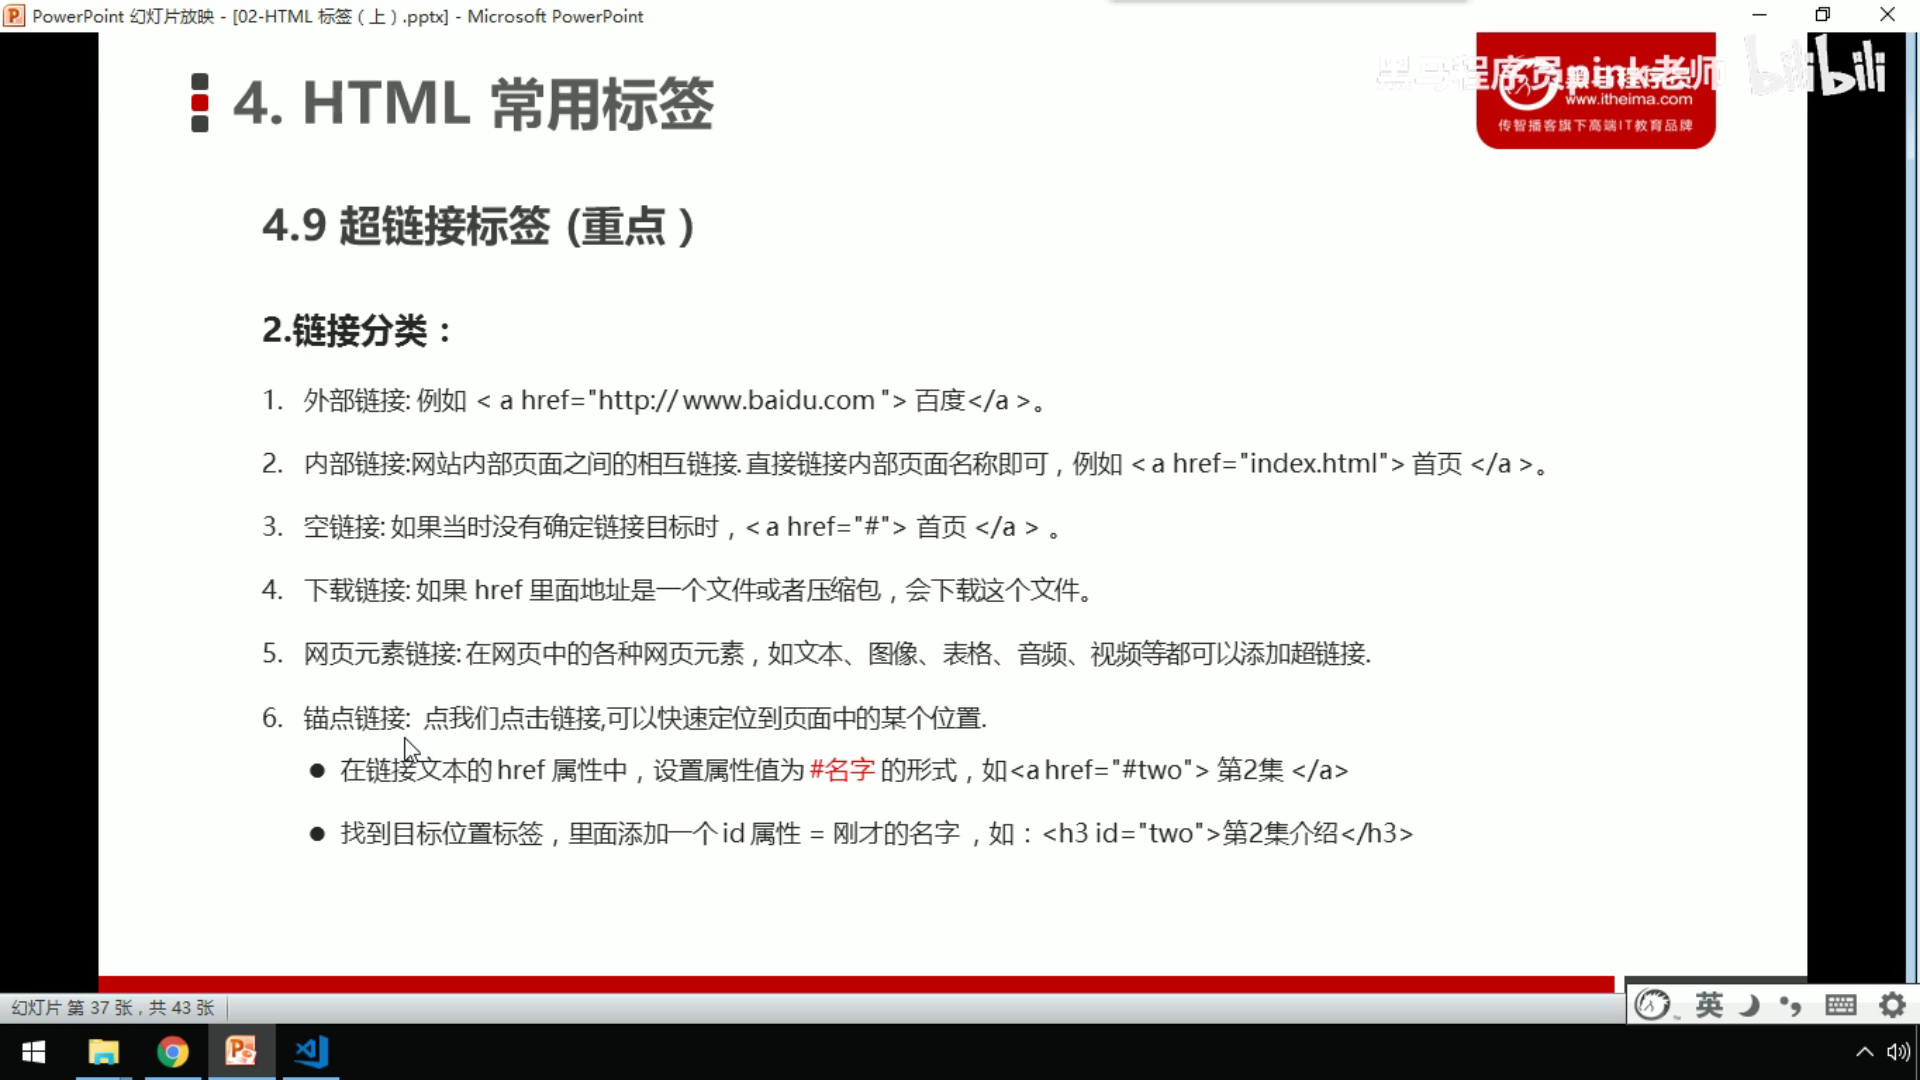 PowerPoint 幻灯片放映 - [02-HTML 标签（上）.pptx] - Microsoft PowerPoint
4. HTML 常用标签
黑马程序员pink老师
bilibili
www.itheima.com
传智播客旗下高端IT教育品牌
4.9 超链接标签 (重点）
2.链接分类：
1. 外部链接: 例如 < a href="http:// www.baidu.com "> 百度</a >。
2. 内部链接:网站内部页面之间的相互链接. 直接链接内部页面名称即可，例如 < a href="index.html"> 首页 </a >。
3. 空链接: 如果当时没有确定链接目标时，< a href="#"> 首页 </a > 。
4. 下载链接: 如果 href 里面地址是一个文件或者压缩包，会下载这个文件。
5. 网页元素链接: 在网页中的各种网页元素，如文本、图像、表格、音频、视频等都可以添加超链接.
6. 锚点链接: 点我们点击链接,可以快速定位到页面中的某个位置.
● 在链接文本的 href 属性中，设置属性值为 #名字 的形式，如<a href="#two"> 第2集 </a>
● 找到目标位置标签，里面添加一个 id 属性 = 刚才的名字 ，如：<h3 id="two">第2集介绍</h3>
幻灯片 第 37 张，共 43 张
英